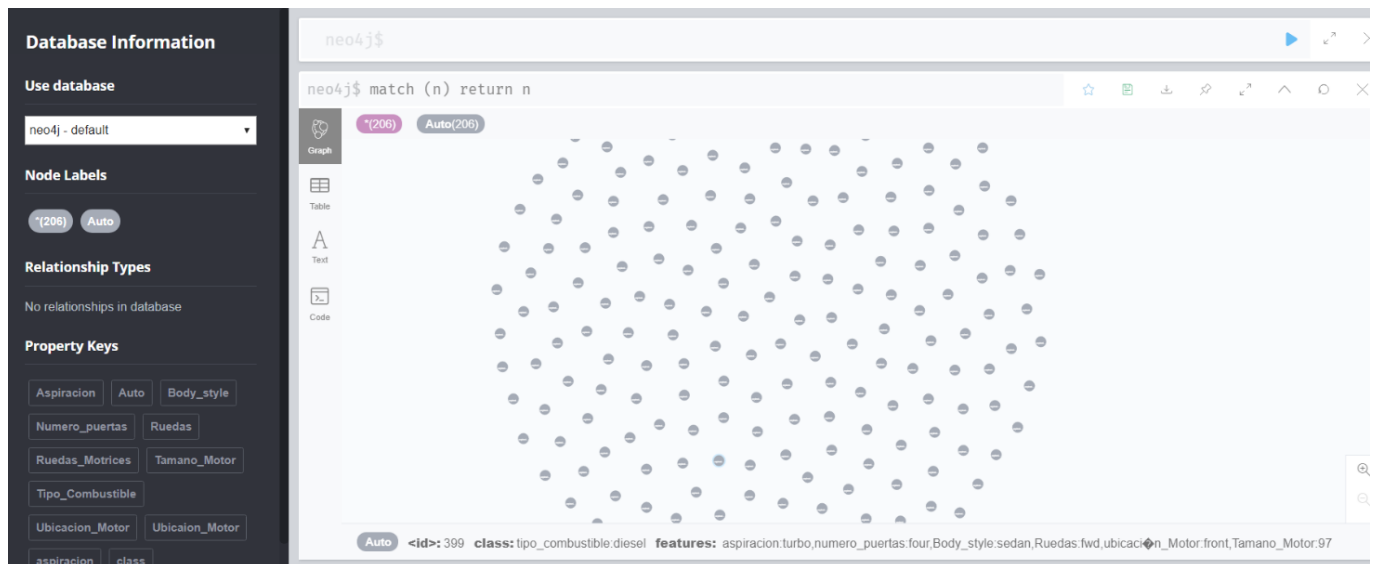 Database Information
Use database
neo4j - default
Node Labels
*(206) Auto
Relationship Types
No relationships in database
Property Keys
Aspiracion Auto Body_style
Numero_puertas Ruedas
Ruedas_Motrices Tamano_Motor
Tipo_Combustible
Ubicacion_Motor Ubicaion_Motor
aspiracion class
neo4j$
neo4j$ match (n) return n
*(206) Auto(206)
Graph
Table
A
Text
Code
Auto <id>: 399 class: tipo_combustible:diesel features: aspiracion:turbo,numero_puertas:four,Body_style:sedan,Ruedas:fwd,ubicaci�n_Motor:front,Tamano_Motor:97